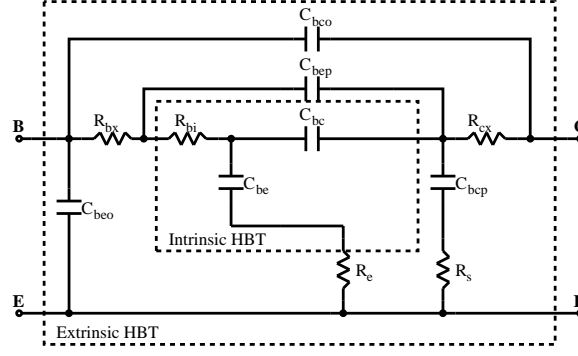 C_bco
C_bep
B
R_bx
R_bi
C_bc
R_cx
C_be
C_bcp
C_beo
Intrinsic HBT
R_e
R_s
E
Extrinsic HBT